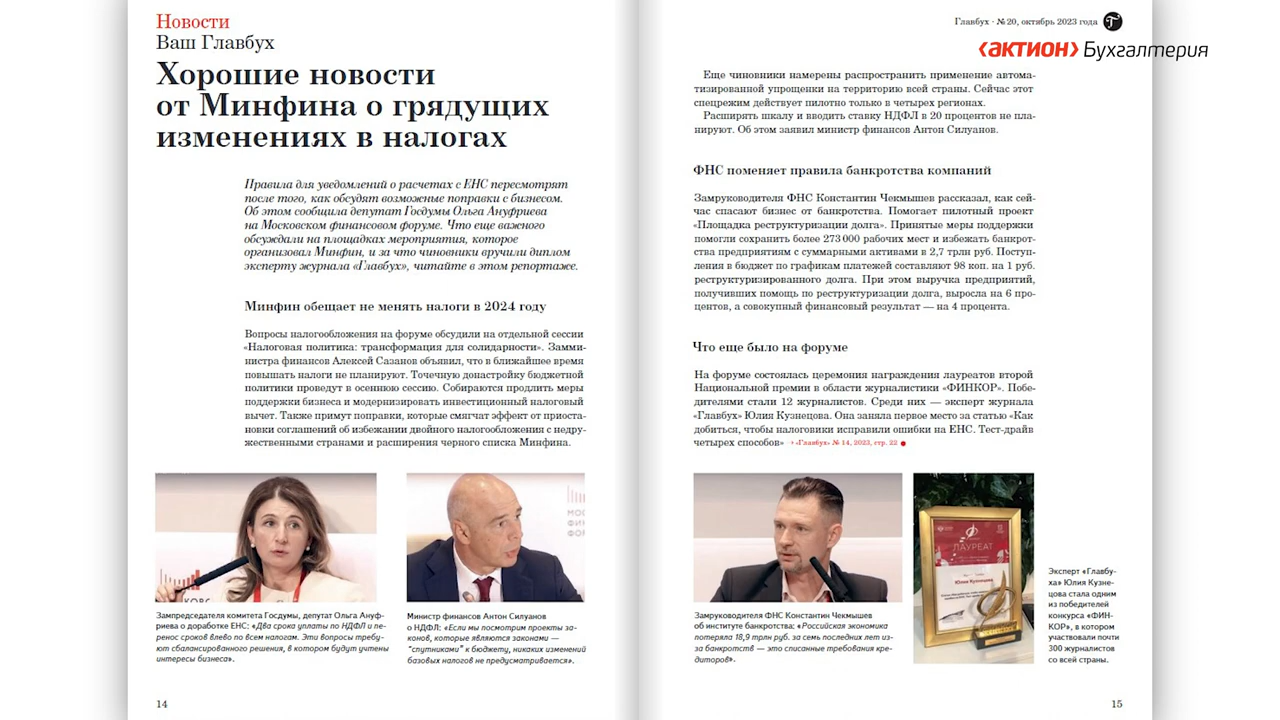 Новости
Ваш Главбух
Хорошие новости
от Минфина о грядущих
изменениях в налогах
Правила для уведомлений о расчетах с ЕНС пересмотрят
после того, как обсудят возможные поправки с бизнесом.
Об этом сообщила депутат Госдумы Ольга Ануфриева
на Московском финансовом форуме. Что еще важного
обсуждали на площадках мероприятия, которое
организовал Минфин, и за что чиновники вручили диплом
эксперту журнала «Главбух», читайте в этом репортаже.
Минфин обещает не менять налоги в 2024 году
Вопросы налогообложения на форуме обсудили на отдельной сессии
«Налоговая политика: трансформация для солидарности». Замми-
нистра финансов Алексей Сазанов объявил, что в ближайшее время
повышать налоги не планируют. Точечную донастройку бюджетной
политики проведут в осеннюю сессию. Собираются продлить меры
поддержки бизнеса и модернизировать инвестиционный налоговый
вычет. Также примут поправки, которые смягчат эффект от приоста-
новки соглашений об избежании двойного налогообложения с недру-
жественными странами и расширения черного списка Минфина.
Зампредседателя комитета Госдумы, депутат Ольга Ануф-
риева о доработке ЕНС: «Два срока уплаты по НДФЛ и пе-
ренос сроков влево по всем налогам. Эти вопросы требу-
ют сбалансированного решения, в котором будут учтены
интересы бизнеса».
Министр финансов Антон Силуанов
о НДФЛ: «Если мы посмотрим проекты за-
конов, которые являются законами —
“спутниками” к бюджету, никаких изменений
базовых налогов не предусматривается».
14
Главбух · № 20, октябрь 2023 года
‹АКТИОН› Бухгалтерия
Еще чиновники намерены распространить применение автома-
тизированной упрощенки на территорию всей страны. Сейчас этот
спецрежим действует пилотно только в четырех регионах.
Расширять шкалу и вводить ставку НДФЛ в 20 процентов не пла-
нируют. Об этом заявил министр финансов Антон Силуанов.
ФНС поменяет правила банкротства компаний
Замруководителя ФНС Константин Чекмышев рассказал, как сей-
час спасают бизнес от банкротства. Помогает пилотный проект
«Площадка реструктуризации долга». Принятые меры поддержки
помогли сохранить более 273 000 рабочих мест и избежать банкрот-
ства предприятиям с суммарными активами в 2,7 трлн руб. Поступ-
ления в бюджет по графикам платежей составляют 98 коп. на 1 руб.
реструктуризированного долга. При этом выручка предприятий,
получивших помощь по реструктуризации долга, выросла на 6 про-
центов, а совокупный финансовый результат — на 4 процента.
Что еще было на форуме
На форуме состоялась церемония награждения лауреатов второй
Национальной премии в области журналистики «ФИНКОР». Побе-
дителями стали 12 журналистов. Среди них — эксперт журнала
«Главбух» Юлия Кузнецова. Она заняла первое место за статью «Как
добиться, чтобы налоговики исправили ошибки на ЕНС. Тест-драйв
четырех способов» → «Главбух» № 14, 2023, стр. 22
Замруководителя ФНС Константин Чекмышев
об институте банкротства: «Российская экономика
потеряла 18,9 трлн руб. за семь последних лет из-
за банкротств — это списанные требования кре-
диторов».
ЛАУРЕАТ
Юлия Кузнецова
Эксперт «Главбу-
ха» Юлия Кузне-
цова стала одним
из победителей
конкурса «ФИН-
КОР», в котором
участвовали почти
300 журналистов
со всей страны.
15